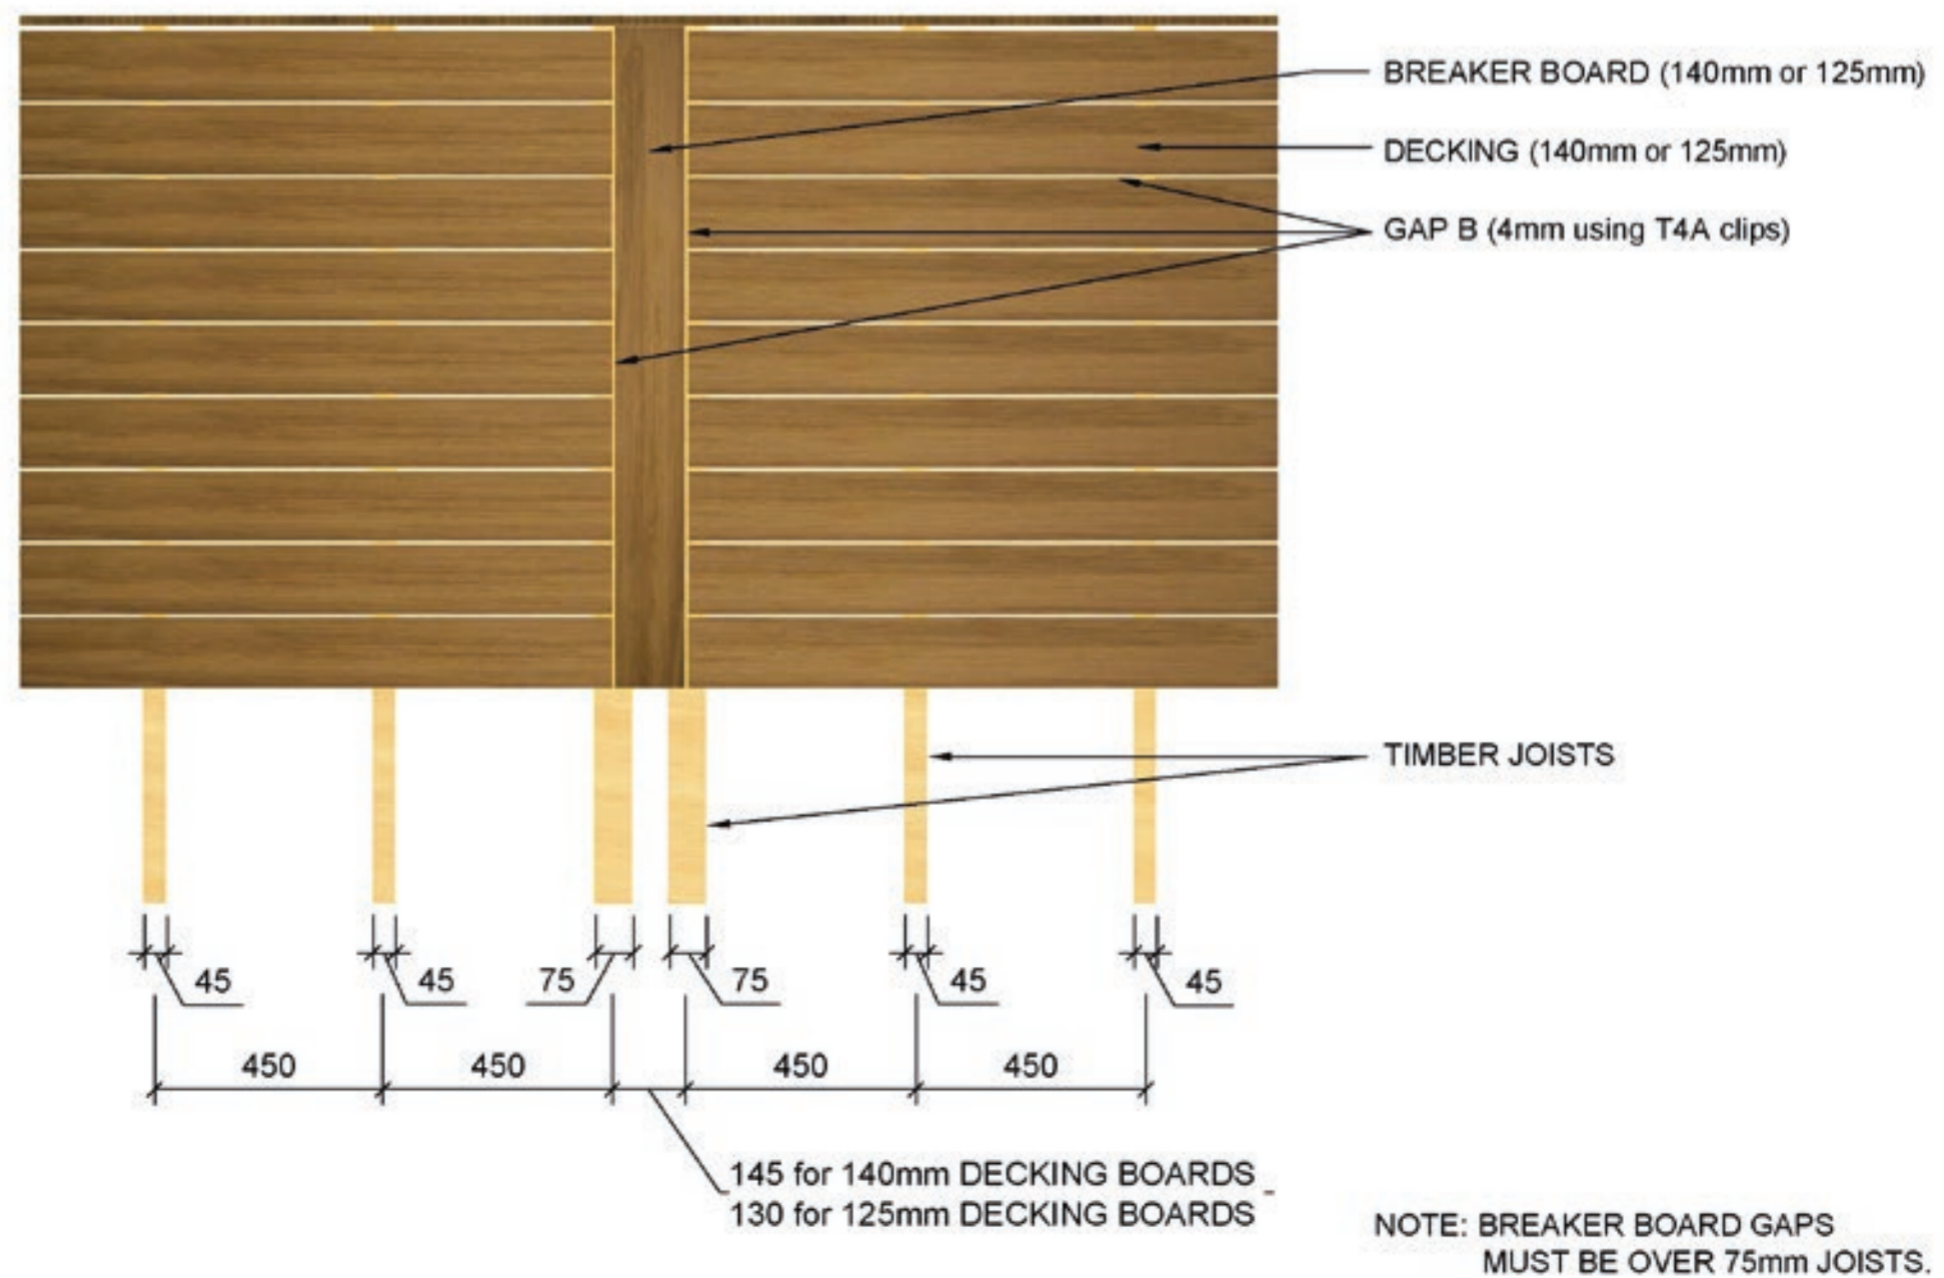 BREAKER BOARD (140mm or 125mm)
DECKING (140mm or 125mm)
GAP B (4mm using T4A clips)
TIMBER JOISTS
45 45 75 75 45 45
450 450 450 450
145 for 140mm DECKING BOARDS
130 for 125mm DECKING BOARDS
NOTE: BREAKER BOARD GAPS
MUST BE OVER 75mm JOISTS.